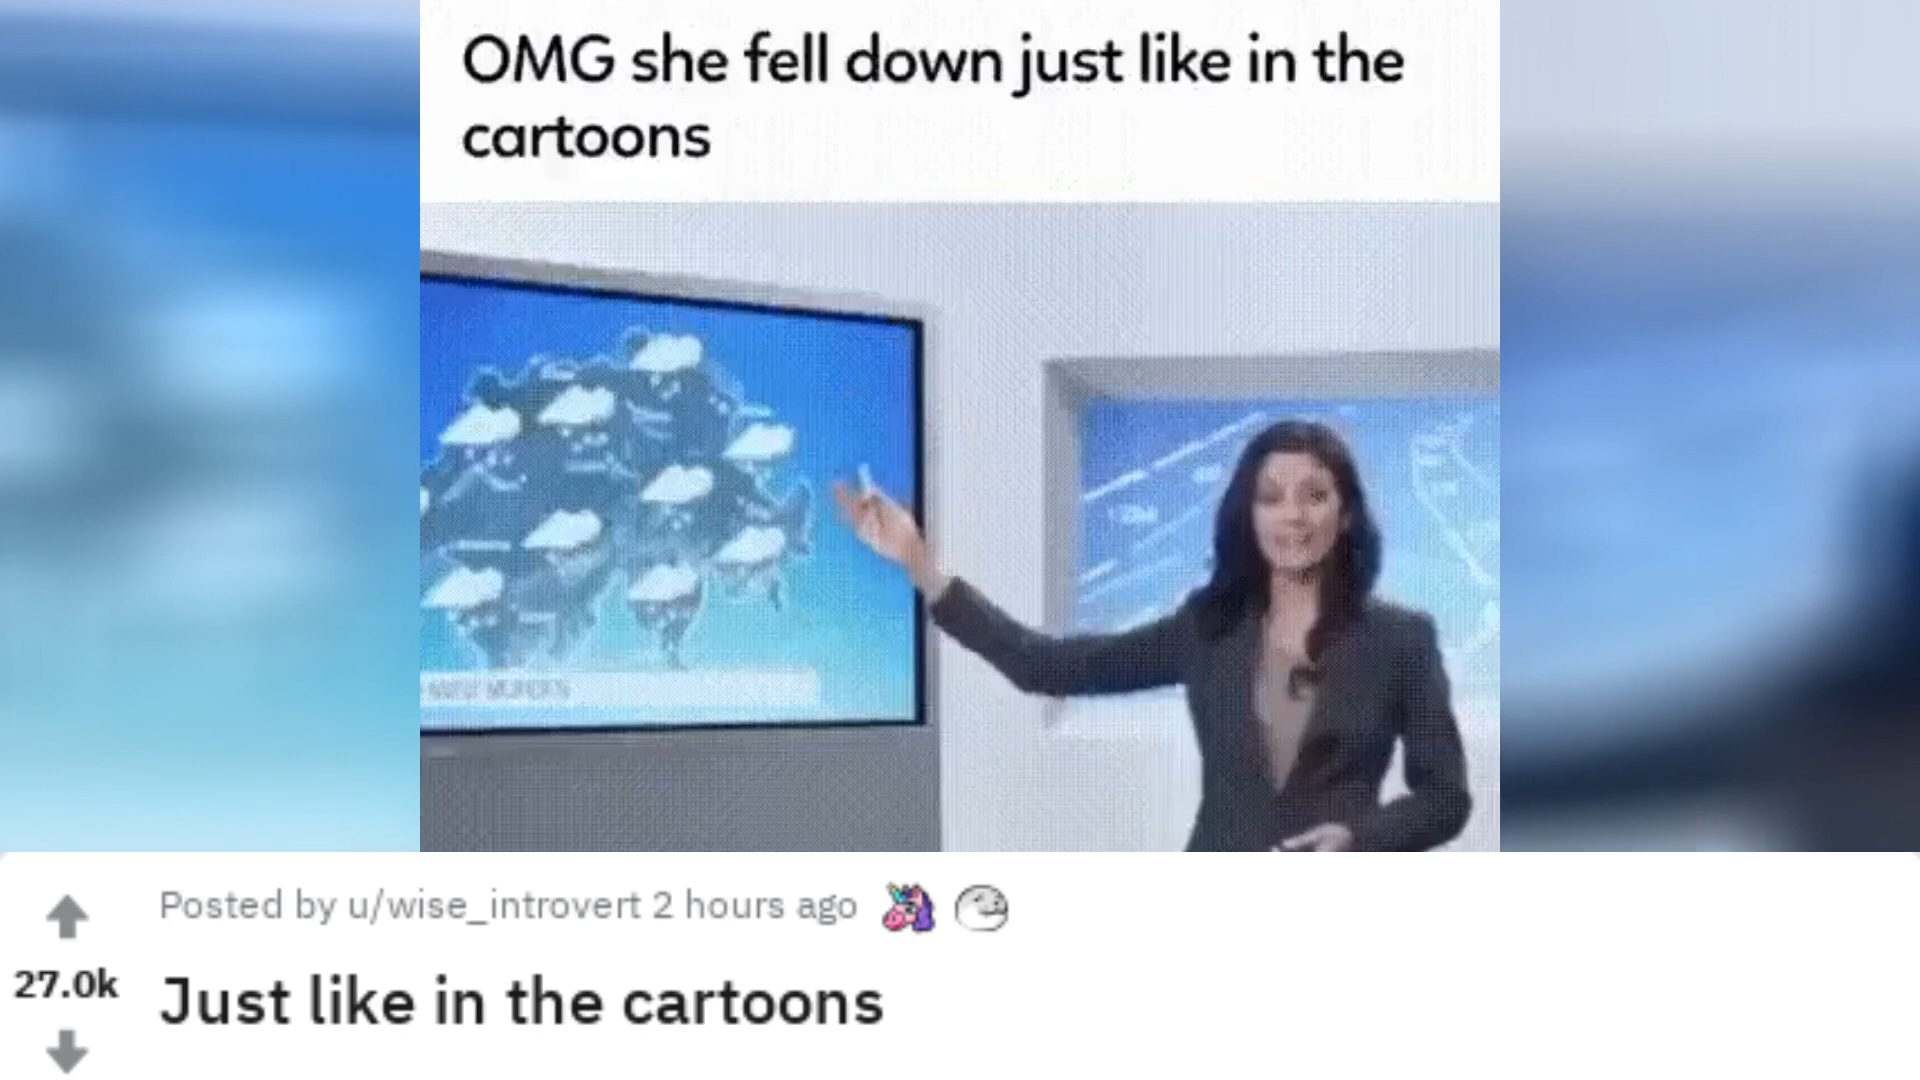 OMG she fell down just like in the
cartoons
Posted by u/wise_introvert 2 hours ago
27.0k
Just like in the cartoons